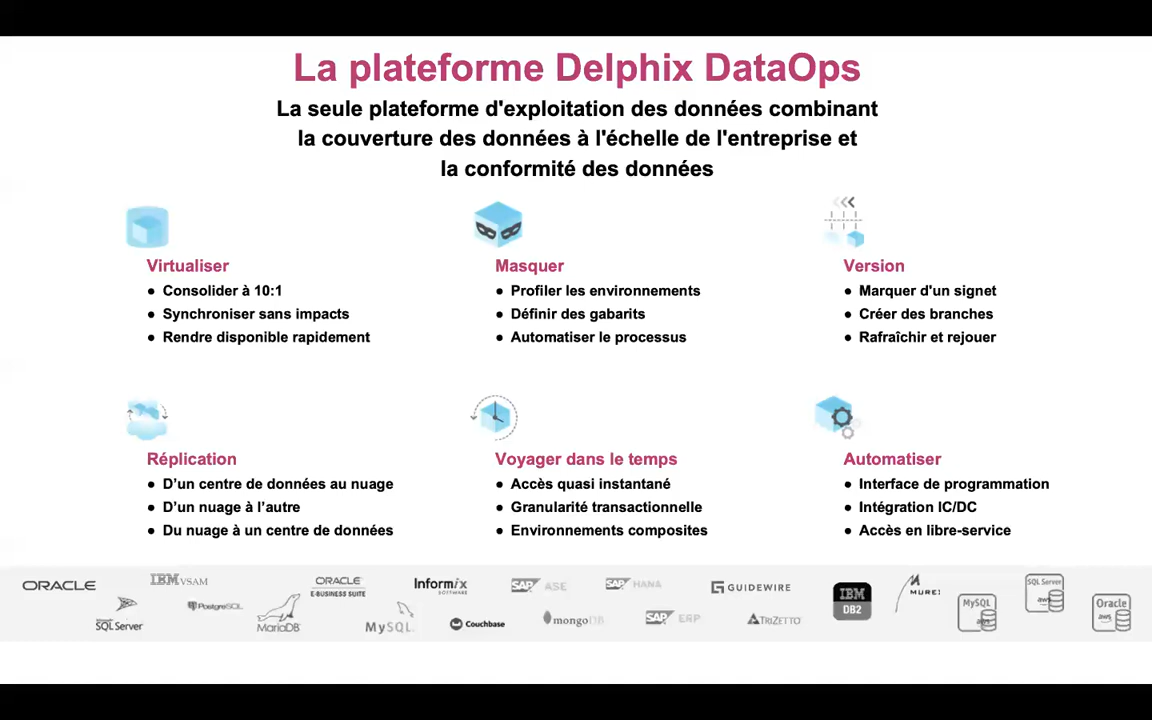 La plateforme Delphix DataOps
La seule plateforme d'exploitation des données combinant
la couverture des données à l'échelle de l'entreprise et
la conformité des données
Virtualiser
● Consolider à 10:1
● Synchroniser sans impacts
● Rendre disponible rapidement
Masquer
● Profiler les environnements
● Définir des gabarits
● Automatiser le processus
Version
● Marquer d'un signet
● Créer des branches
● Rafraîchir et rejouer
Réplication
● D'un centre de données au nuage
● D'un nuage à l'autre
● Du nuage à un centre de données
Voyager dans le temps
● Accès quasi instantané
● Granularité transactionnelle
● Environnements composites
Automatiser
● Interface de programmation
● Intégration IC/DC
● Accès en libre-service
ORACLE
IBM VSAM
ORACLE
E-BUSINESS SUITE
Informix
SOFTWARE
SAP ASE
SAP HANA
GUIDEWIRE
IBM
DB2
MUREX
SQL Server
aws
Microsoft
SQL Server
PostgreSQL
MariaDB
MySQL
Couchbase
mongoDB
SAP ERP
TRIZETTO
MySQL
aws
Oracle
aws